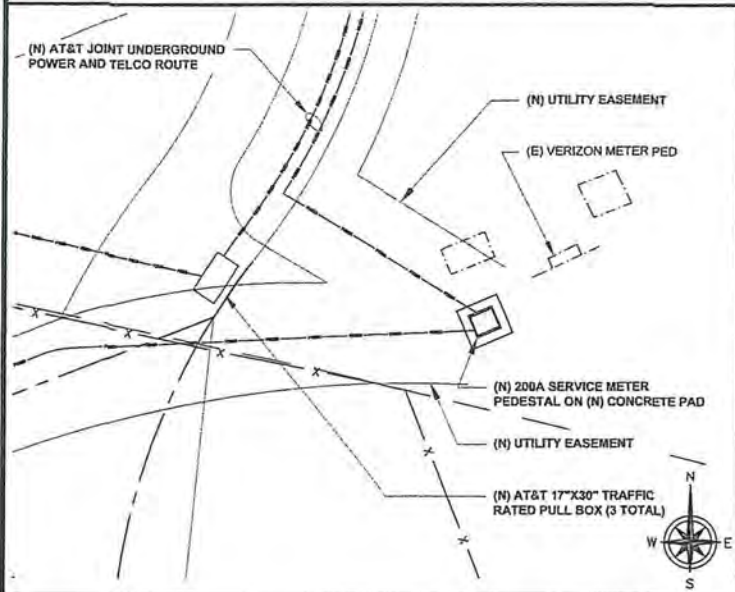 (N) AT&T JOINT UNDERGROUND
POWER AND TELCO ROUTE
(N) UTILITY EASEMENT
(E) VERIZON METER PED
(N) 200A SERVICE METER
PEDESTAL ON (N) CONCRETE PAD
(N) UTILITY EASEMENT
(N) AT&T 17"X30" TRAFFIC
RATED PULL BOX (3 TOTAL)
N
W E
S
X
X
X
X
X
X